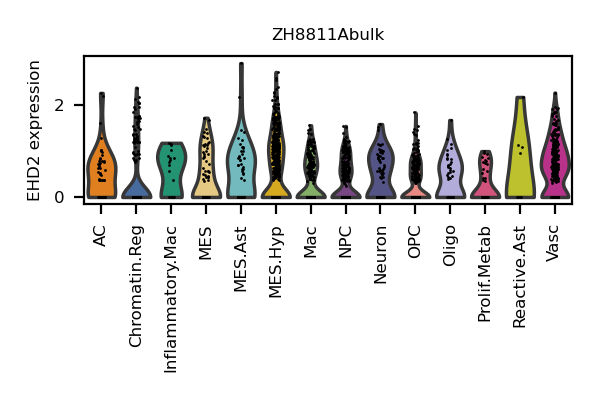 ZH8811Abulk
EHD2 expression
2
0
AC
Chromatin.Reg
Inflammatory.Mac
MES
MES.Ast
MES.Hyp
Mac
NPC
Neuron
OPC
Oligo
Prolif.Metab
Reactive.Ast
Vasc